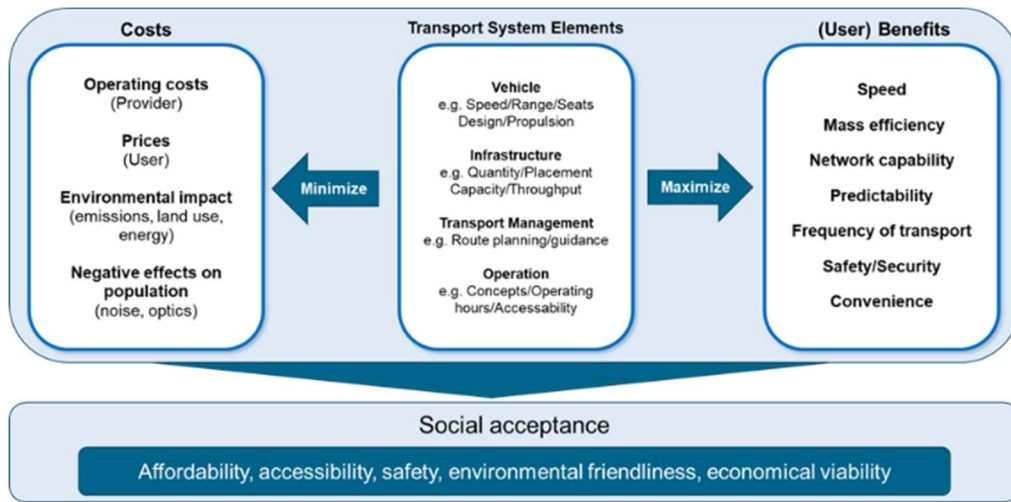 Costs
Operating costs
(Provider)
Prices
(User)
Environmental impact
(emissions, land use,
energy)
Negative effects on
population
(noise, optics)
Minimize
Transport System Elements
Vehicle
e.g. Speed/Range/Seats
Design/Propulsion
Infrastructure
e.g. Quantity/Placement
Capacity/Throughput
Transport Management
e.g. Route planning/guidance
Operation
e.g. Concepts/Operating
hours/Accessability
Maximize
(User) Benefits
Speed
Mass efficiency
Network capability
Predictability
Frequency of transport
Safety/Security
Convenience
Social acceptance
Affordability, accessibility, safety, environmental friendliness, economical viability